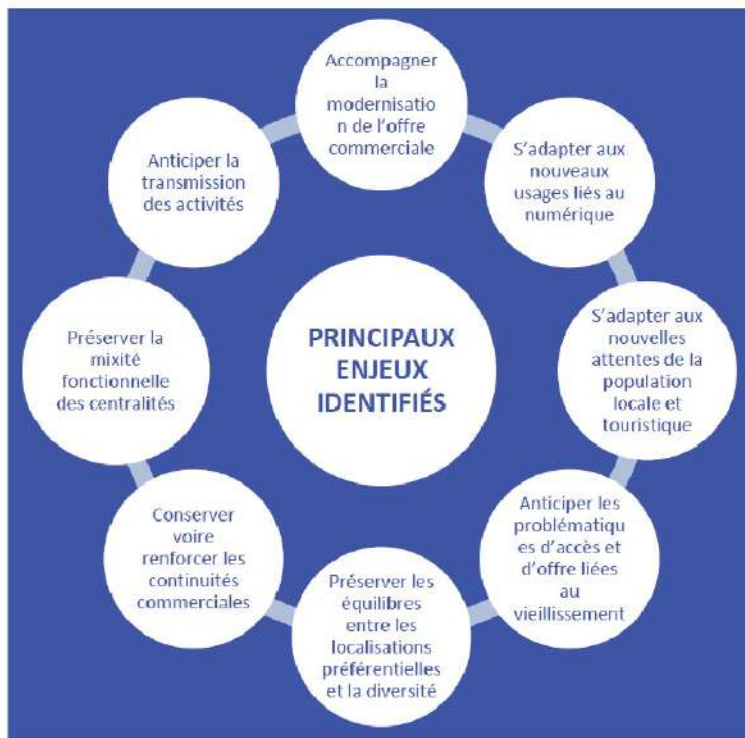 Accompagner
la
modernisatio
n de l'offre
commerciale
S'adapter aux
nouveaux
usages liés au
numérique
S'adapter aux
nouvelles
attentes de la
population
locale et
touristique
Anticiper les
problématiqu
es d'accès et
d'offre liées
au
vieillissement
Préserver les
équilibres
entre les
localisations
préférentielles
et la diversité
Conserver
voire
renforcer les
continuités
commerciales
Préserver la
mixité
fonctionnelle
des centralités
Anticiper la
transmission
des activités
PRINCIPAUX
ENJEUX
IDENTIFIÉS